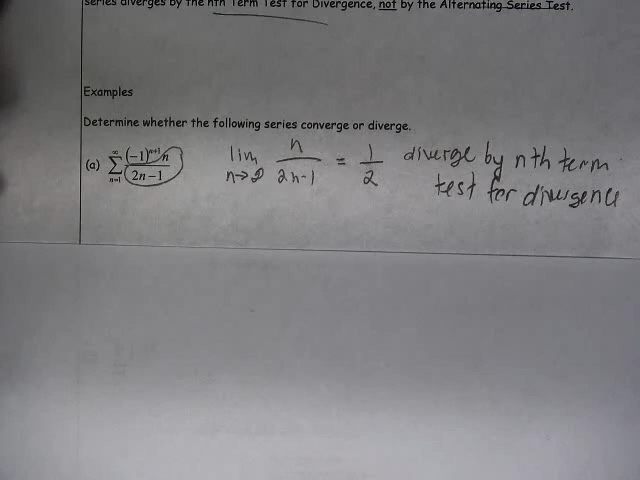 series diverges by the nth Term Test for Divergence, not by the Alternating Series Test.
Examples
Determine whether the following series converge or diverge.
(a) ∞ ∑ n=1 (-1)ⁿ⁺¹n / 2n-1 lim n→∞ n / 2n-1 = 1/2 diverge by nth term
test for divergence